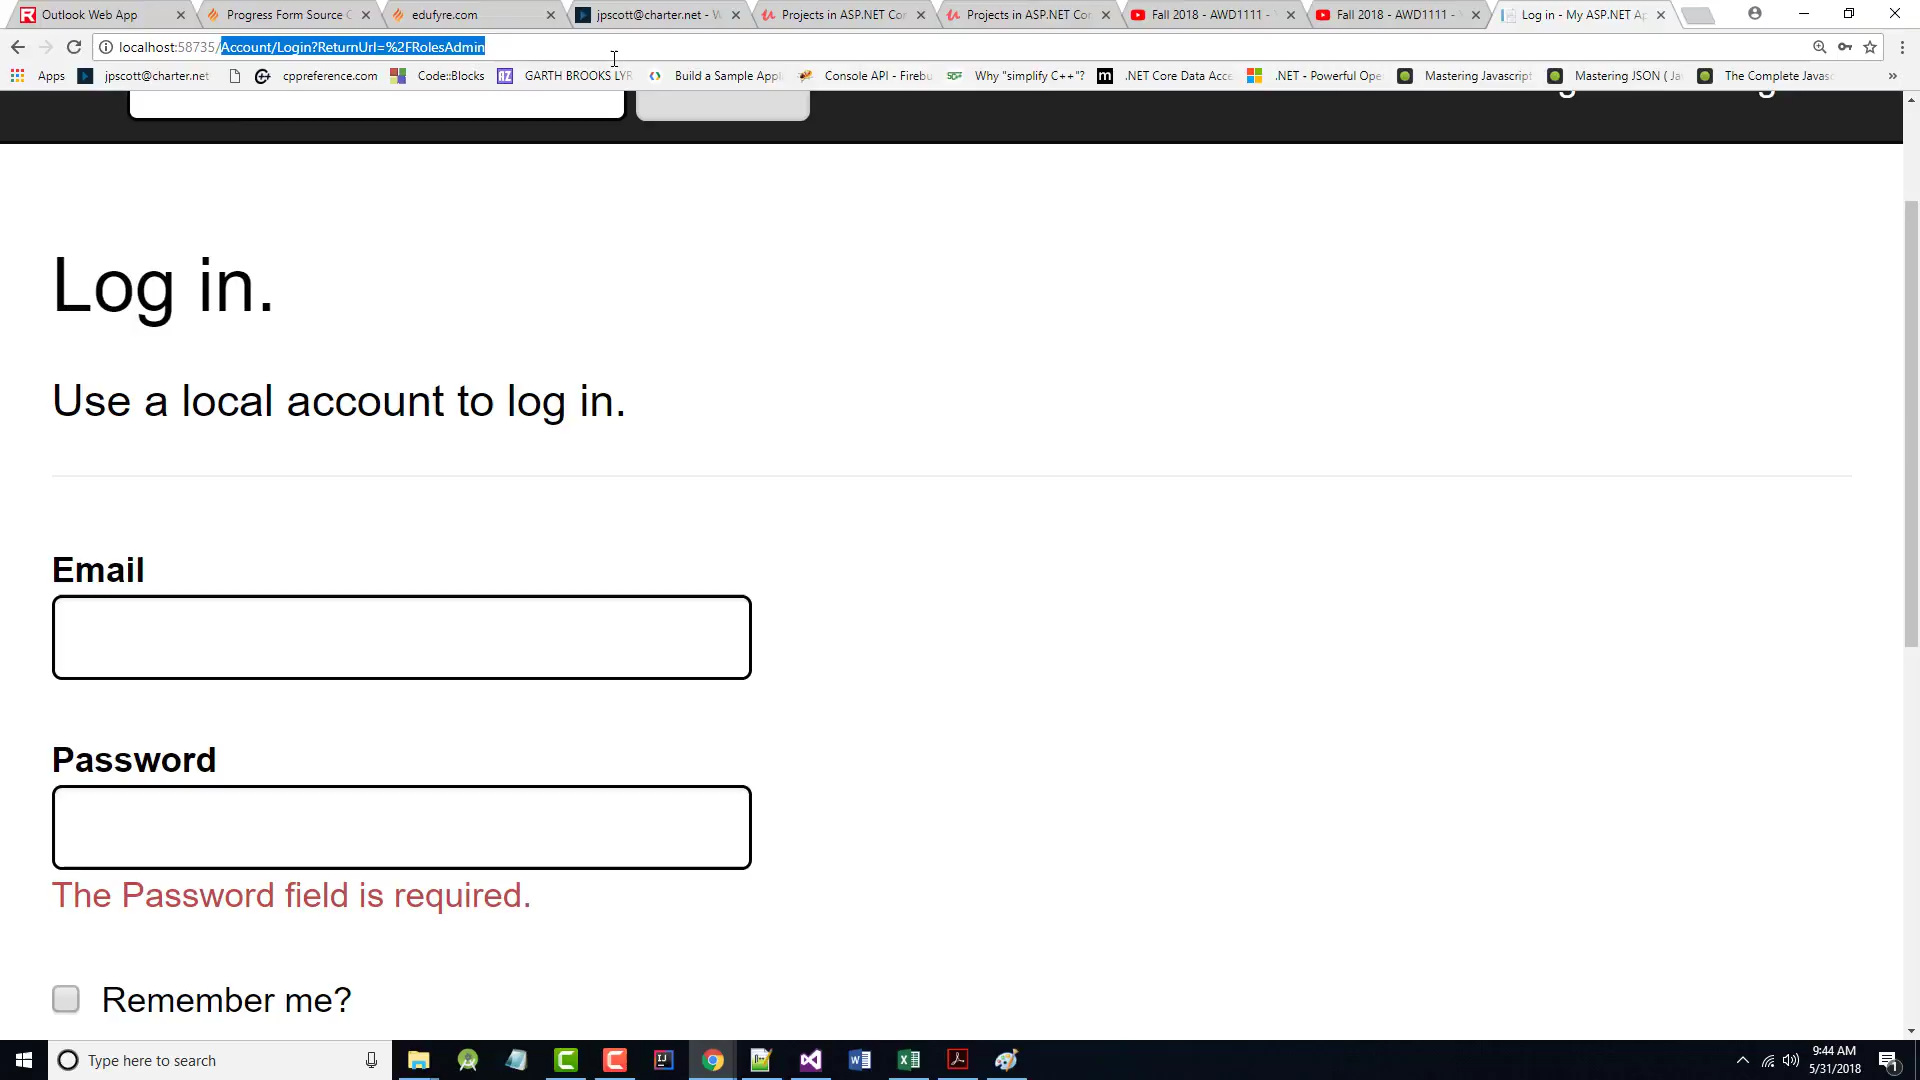 Outlook Web App
Progress Form Source C
edufyre.com
jpscott@charter.net - W
Projects in ASP.NET Cor
Projects in ASP.NET Cor
Fall 2018 - AWD1111 -
Fall 2018 - AWD1111 -
Log in - My ASP.NET Ap
localhost:58735/Account/Login?ReturnUrl=%2FRolesAdmin
Apps
jpscott@charter.net
cppreference.com
Code::Blocks
AZ
GARTH BROOKS LYR
Build a Sample Appl
Console API - Firebu
Why "simplify C++"?
m
.NET Core Data Acce
.NET - Powerful Ope
Mastering Javascript
Mastering JSON ( Ja
The Complete Javas
Log in.
Use a local account to log in.
Email
Password
The Password field is required.
Remember me?
Type here to search
9:44 AM
5/31/2018
1